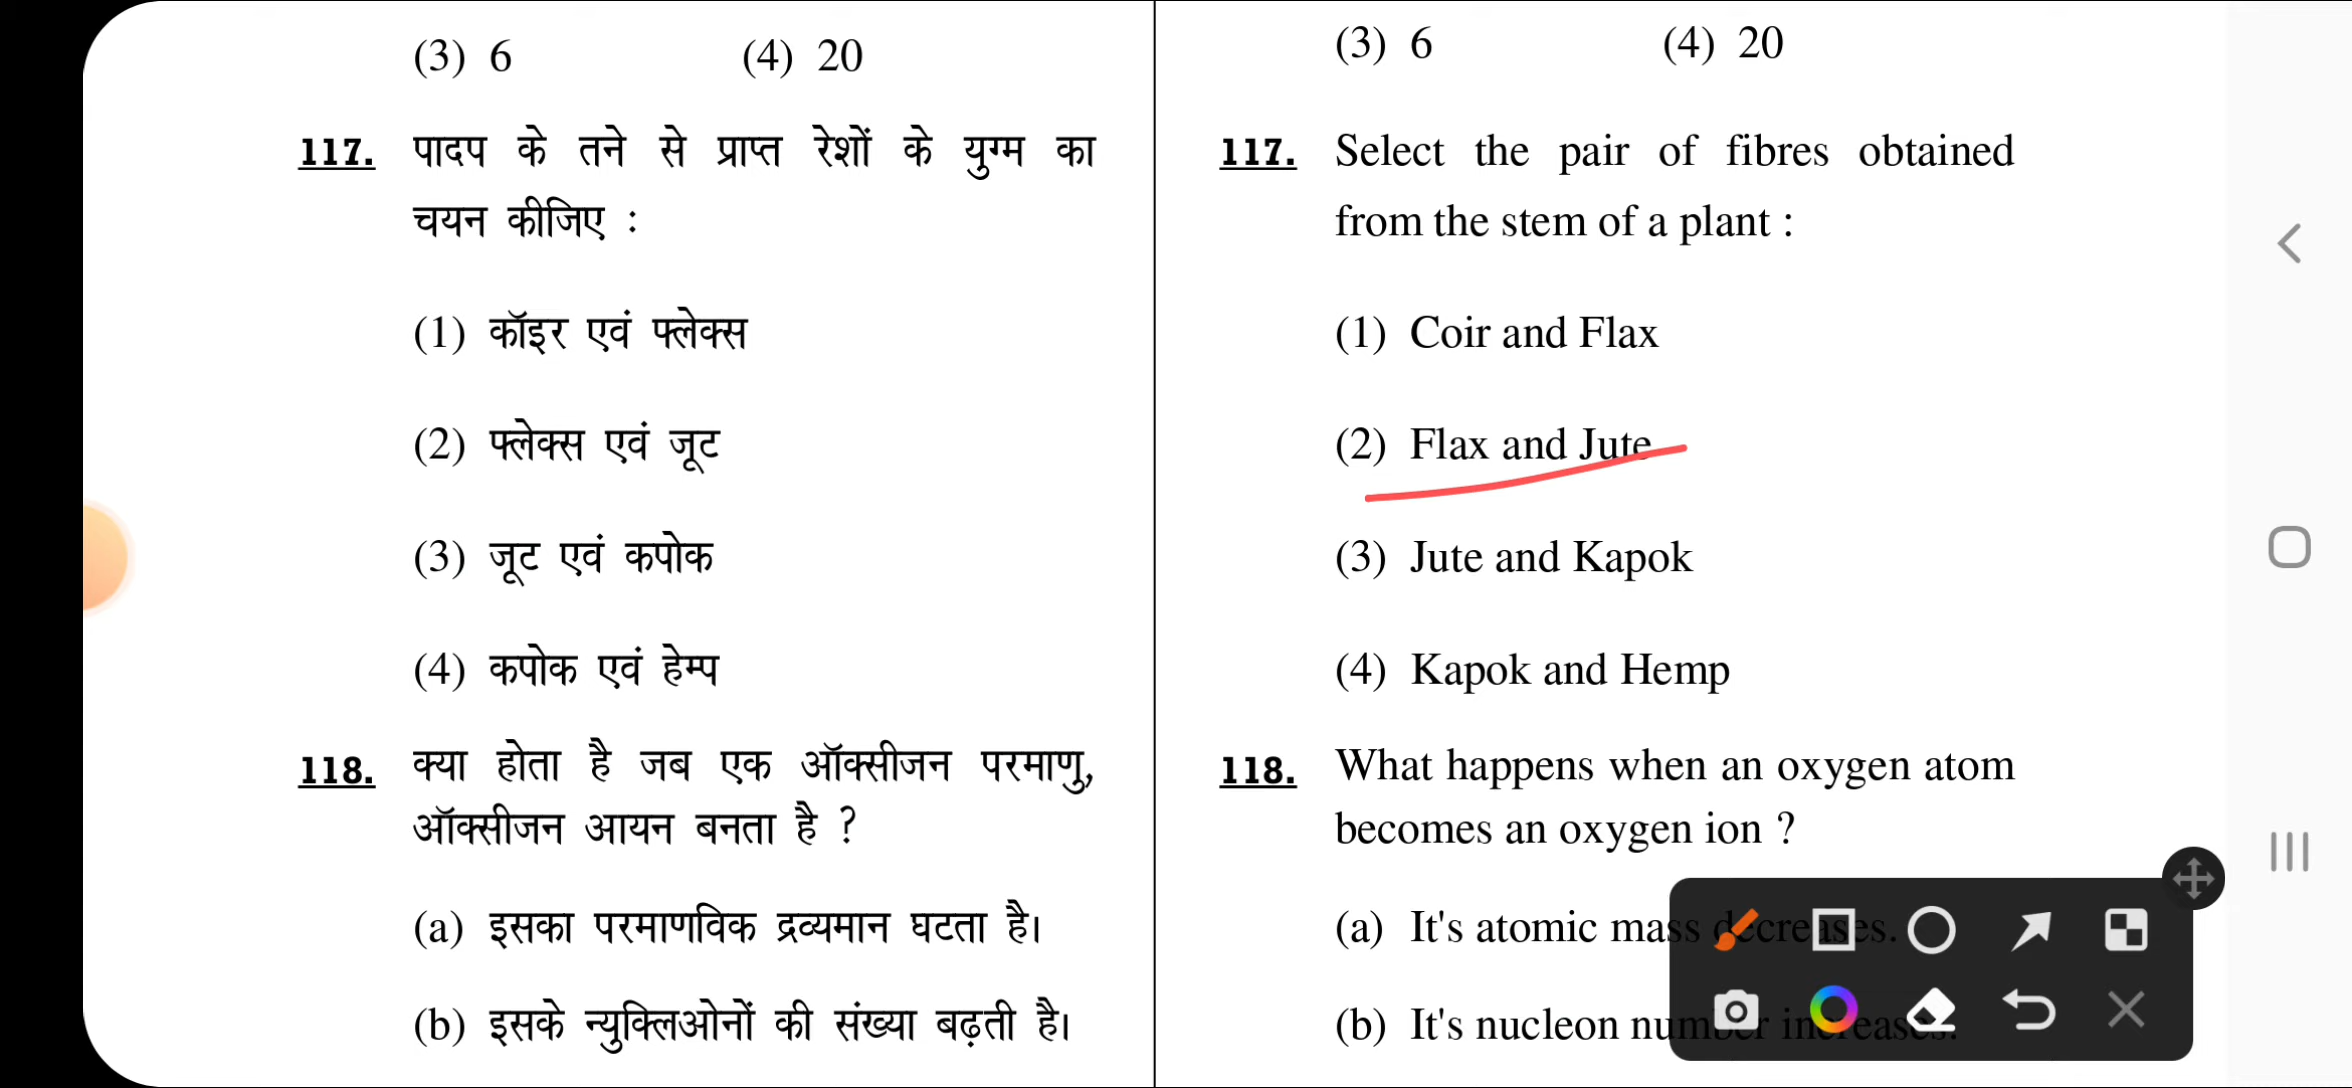 (3) 6 (4) 20
117. पादप के तने से प्राप्त रेशों के युग्म का
चयन कीजिए :
(1) कॉइर एवं फ्लेक्स
(2) फ्लेक्स एवं जूट
(3) जूट एवं कपोक
(4) कपोक एवं हेम्प
118. क्या होता है जब एक ऑक्सीजन परमाणु,
ऑक्सीजन आयन बनता है ?
(a) इसका परमाणविक द्रव्यमान घटता है।
(b) इसके न्युक्लिओनों की संख्या बढ़ती है।
(3) 6 (4) 20
117. Select the pair of fibres obtained
from the stem of a plant :
(1) Coir and Flax
(2) Flax and Jute
(3) Jute and Kapok
(4) Kapok and Hemp
118. What happens when an oxygen atom
becomes an oxygen ion ?
(a) It's atomic mass decreases.
(b) It's nucleon number increases.